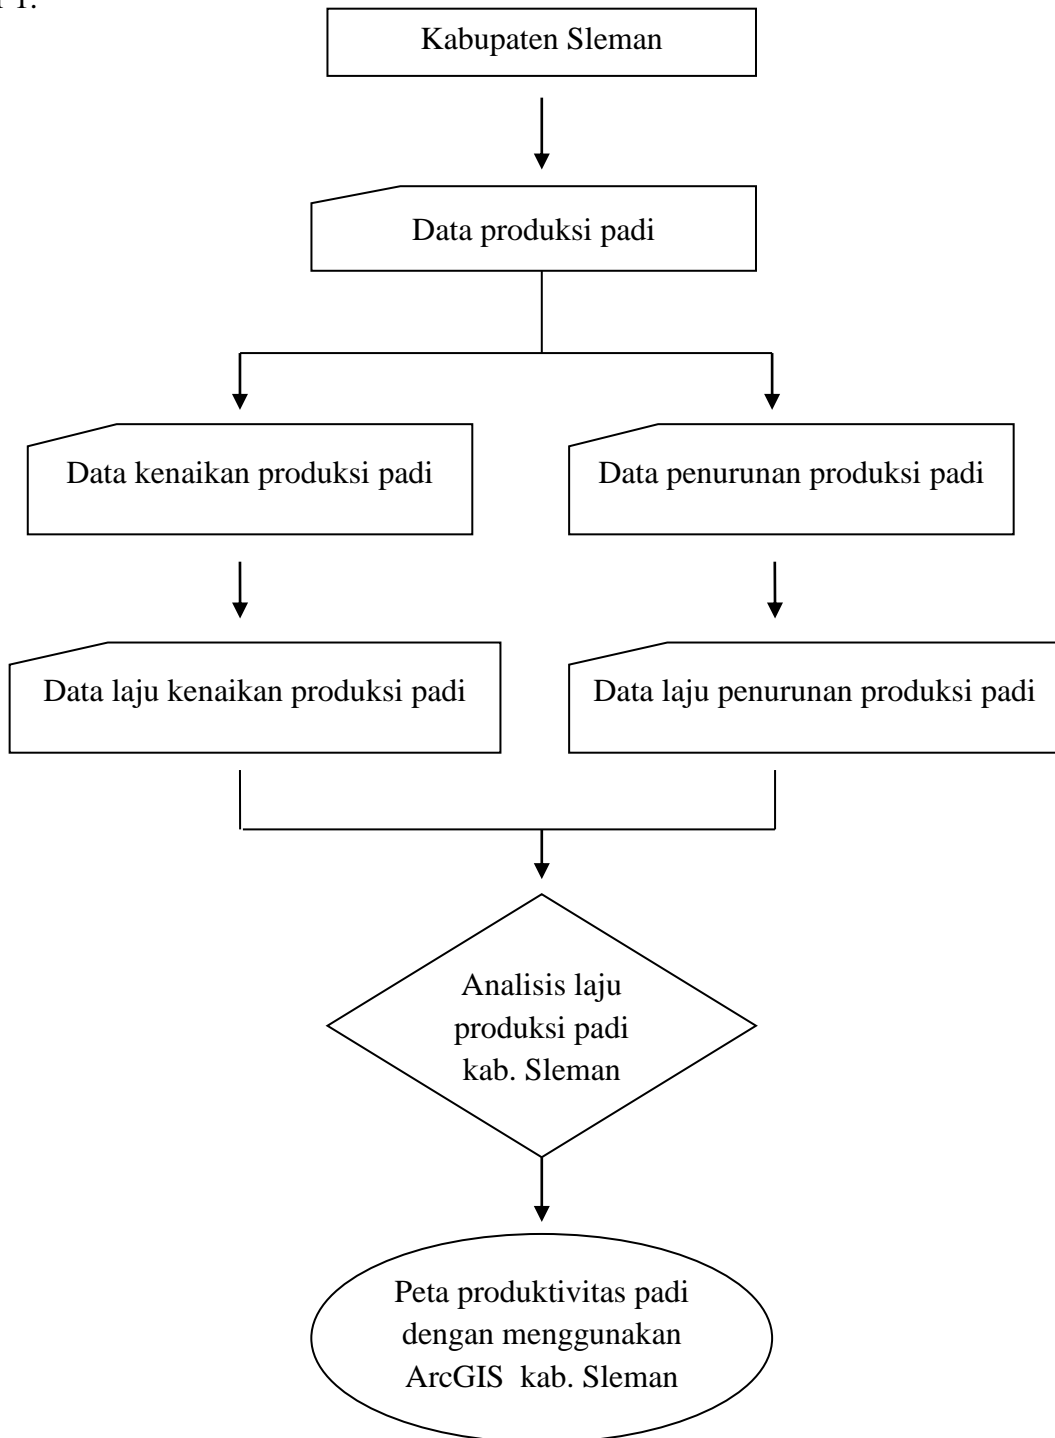 1.
Kabupaten Sleman
Data produksi padi
Data kenaikan produksi padi
Data penurunan produksi padi
Data laju kenaikan produksi padi
Data laju penurunan produksi padi
Analisis laju
produksi padi
kab. Sleman
Peta produktivitas padi
dengan menggunakan
ArcGIS kab. Sleman